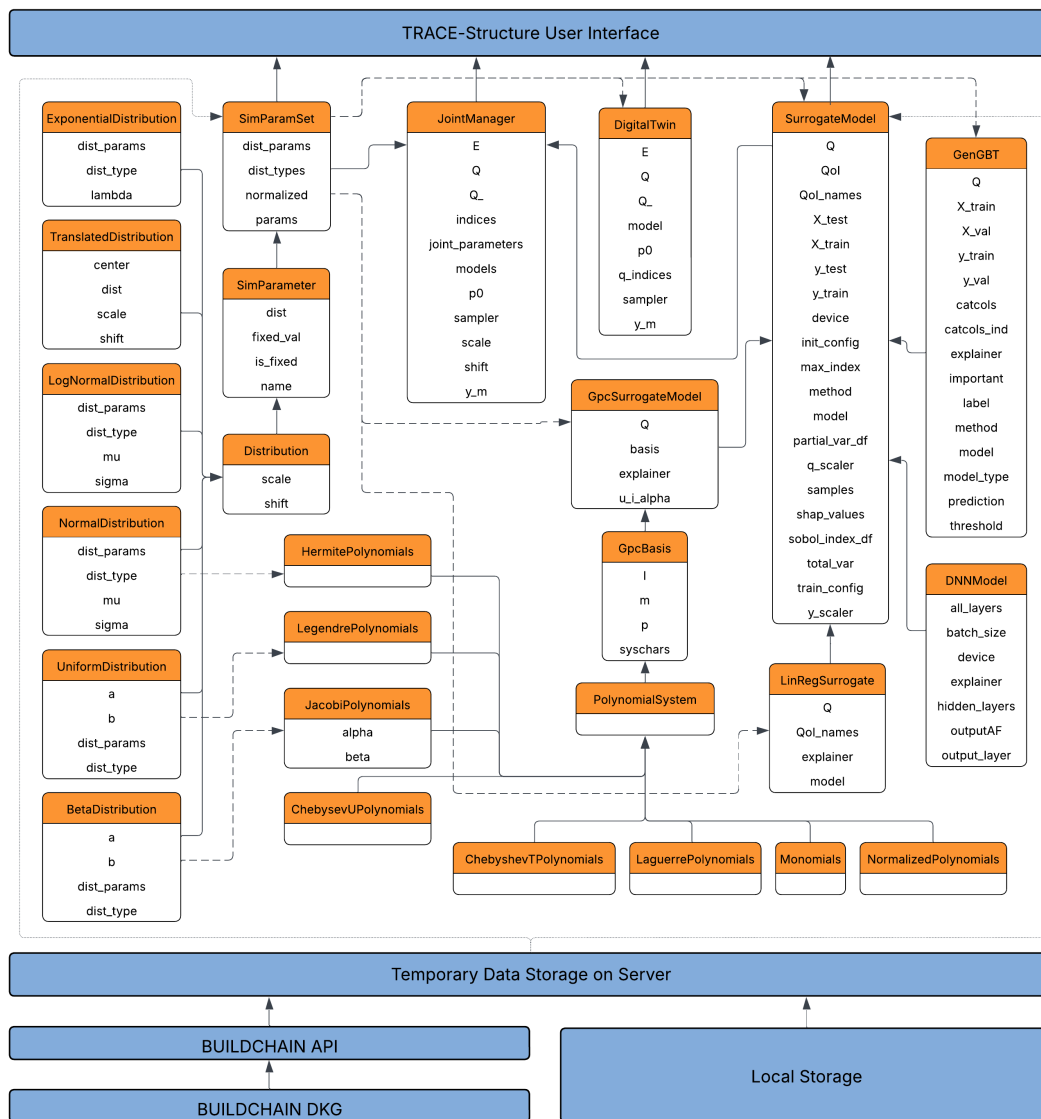 TRACE-Structure User Interface
ExponentialDistribution
dist_params
dist_type
lambda
TranslatedDistribution
center
dist
scale
shift
LogNormalDistribution
dist_params
dist_type
mu
sigma
NormalDistribution
dist_params
dist_type
mu
sigma
UniformDistribution
a
b
dist_params
dist_type
BetaDistribution
a
b
dist_params
dist_type
SimParamSet
dist_params
dist_types
normalized
params
SimParameter
dist
fixed_val
is_fixed
name
Distribution
scale
shift
HermitePolynomials
LegendrePolynomials
JacobiPolynomials
alpha
beta
ChebysevUPolynomials
JointManager
E
Q
Q_
indices
joint_parameters
models
p0
sampler
scale
shift
y_m
DigitalTwin
E
Q
Q_
model
p0
q_indices
sampler
y_m
GpcSurrogateModel
Q
basis
explainer
u_i_alpha
GpcBasis
I
m
p
syschars
PolynomialSystem
ChebyshevTPolynomials
LaguerrePolynomials
Monomials
NormalizedPolynomials
SurrogateModel
Q
QoI
QoI_names
X_test
X_train
y_test
y_train
device
init_config
max_index
method
model
partial_var_df
q_scaler
samples
shap_values
sobol_index_df
total_var
train_config
y_scaler
LinRegSurrogate
Q
QoI_names
explainer
model
GenGBT
Q
X_train
X_val
y_train
y_val
catcols
catcols_ind
explainer
important
label
method
model
model_type
prediction
threshold
DNNModel
all_layers
batch_size
device
explainer
hidden_layers
outputAF
output_layer
Temporary Data Storage on Server
BUILDCHAIN API
BUILDCHAIN DKG
Local Storage